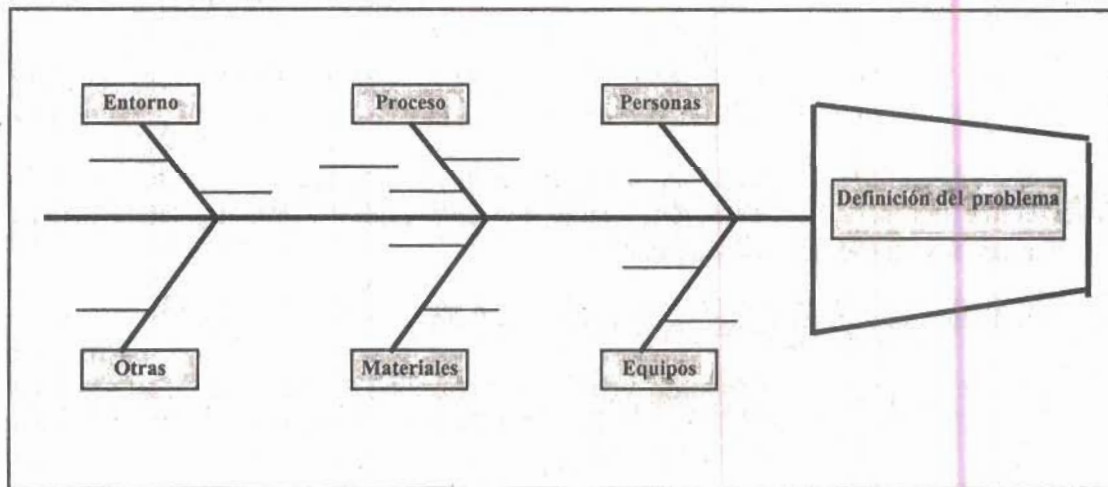 Entorno
Proceso
Personas
Definición del problema
Otras
Materiales
Equipos